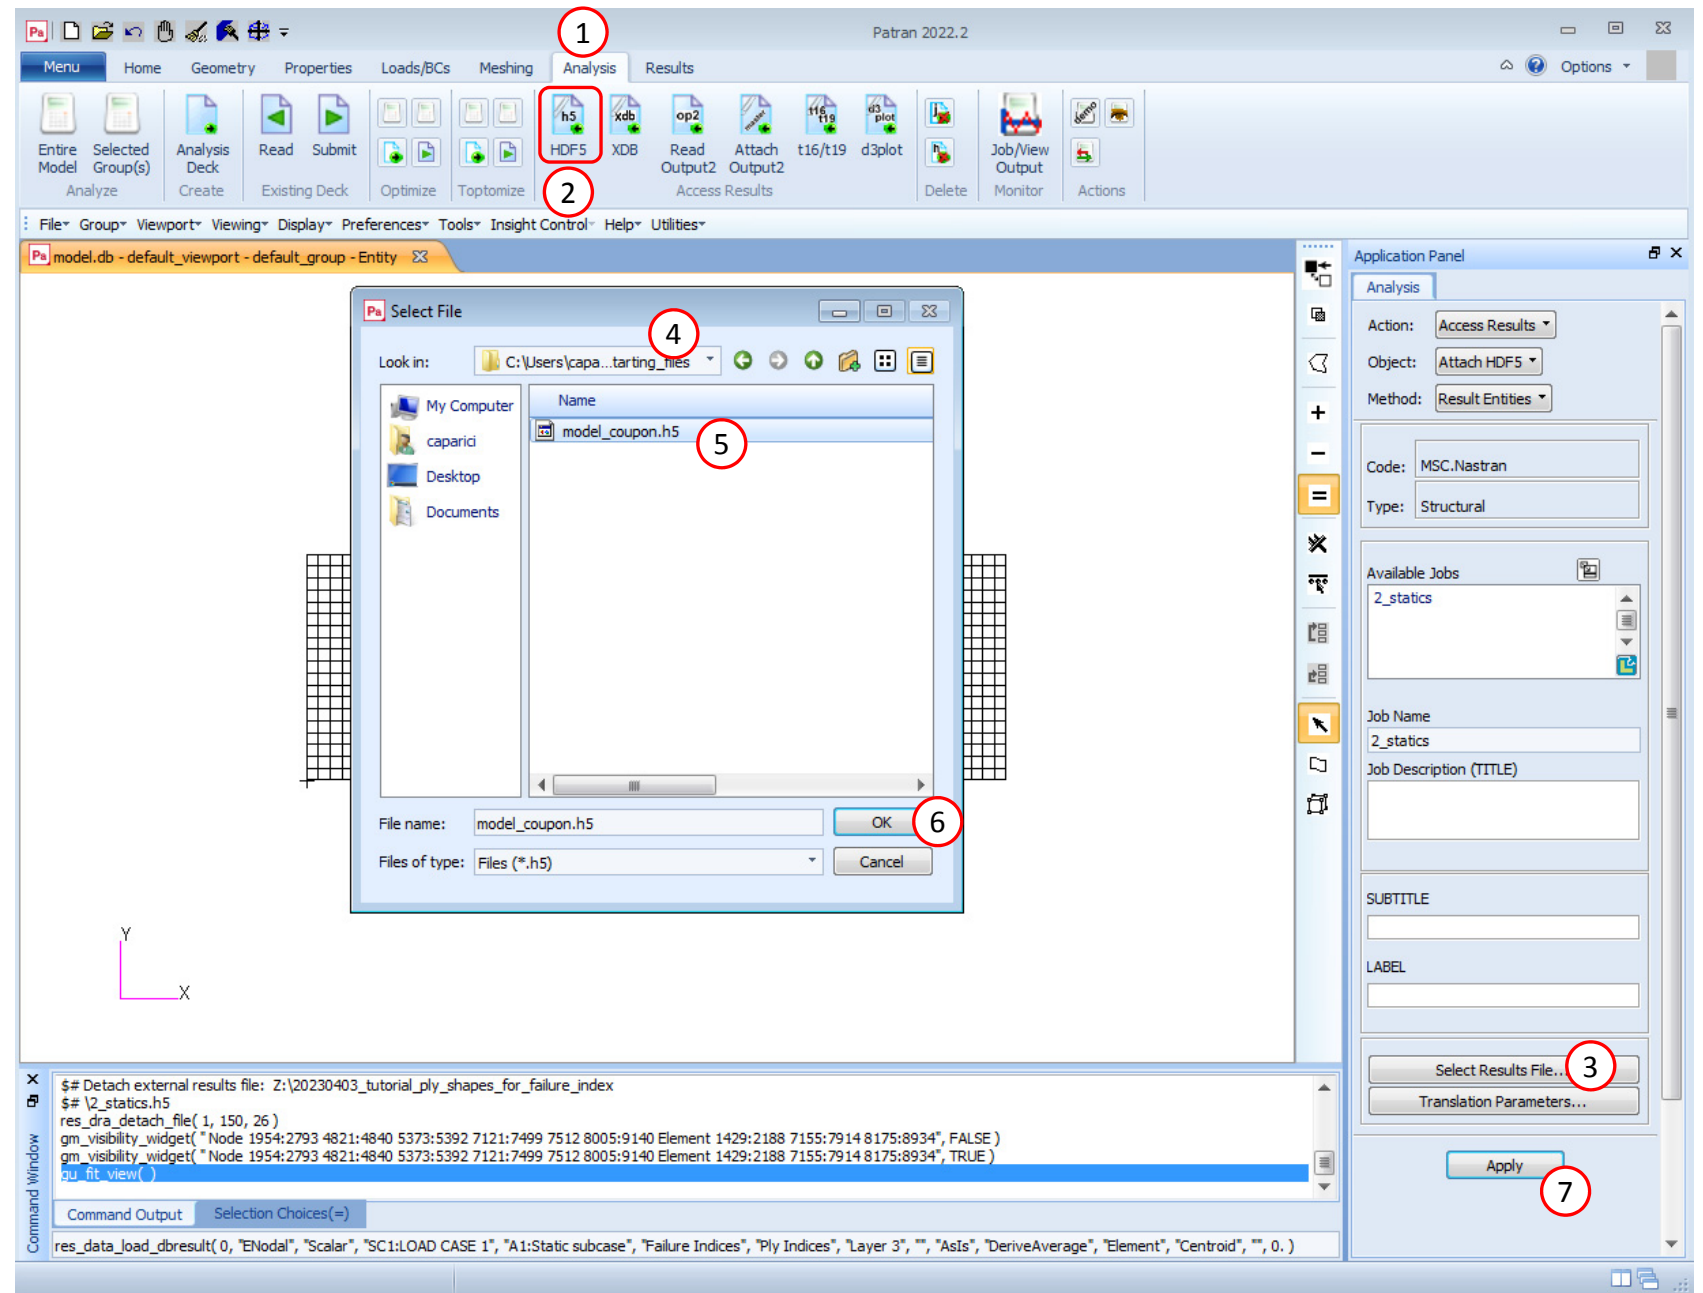 Pa
1
Patran 2022.2
Menu Home Geometry Properties Loads/BCs Meshing Analysis Results
Options
h5 xdb op2 master t16 t19 d3 plot
Entire Model
Selected Group(s)
Analysis Deck
Read
Submit
HDF5
XDB
Read Output2
Attach Output2
t16/t19
d3plot
Job/View Output
Analyze Create Existing Deck Optimize Toptomize Access Results Delete Monitor Actions
2
File Group Viewport Viewing Display Preferences Tools Insight Control Help Utilities
Pa model.db - default_viewport - default_group - Entity
Pa Select File
4
Look in: C:\Users\capa...tarting_files
My Computer
caparici
Desktop
Documents
Name
model_coupon.h5
5
File name: model_coupon.h5
OK
6
Files of type: Files (*.h5)
Cancel
Y
X
Application Panel
Analysis
Action: Access Results
Object: Attach HDF5
Method: Result Entities
Code: MSC.Nastran
Type: Structural
Available Jobs
2_statics
Job Name
2_statics
Job Description (TITLE)
SUBTITLE
LABEL
Select Results File...
3
Translation Parameters...
Apply
7
Command Window
$# Detach external results file: Z:\20230403_tutorial_ply_shapes_for_failure_index
$# \2_statics.h5
res_dra_detach_file( 1, 150, 26 )
gm_visibility_widget( " Node 1954:2793 4821:4840 5373:5392 7121:7499 7512 8005:9140 Element 1429:2188 7155:7914 8175:8934", FALSE )
gm_visibility_widget( " Node 1954:2793 4821:4840 5373:5392 7121:7499 7512 8005:9140 Element 1429:2188 7155:7914 8175:8934", TRUE )
gu_fit_view( )
Command Output Selection Choices(=)
res_data_load_dbresult( 0, "ENodal", "Scalar", "SC1:LOAD CASE 1", "A1:Static subcase", "Failure Indices", "Ply Indices", "Layer 3", "", "AsIs", "DeriveAverage", "Element", "Centroid", "", 0. )